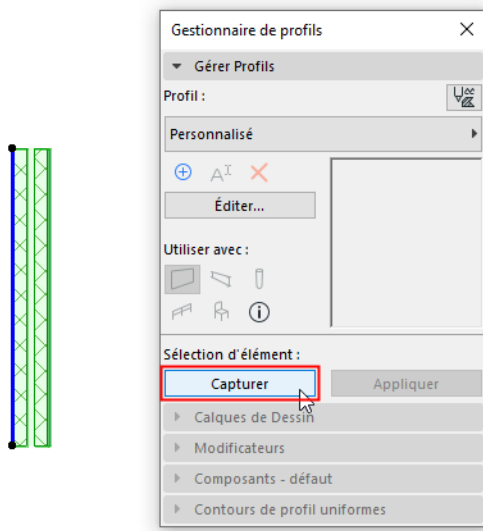 Gestionnaire de profils
Gérer Profils
Profil :
Personnalisé
Éditer...
Utiliser avec :
Sélection d'élément :
Capturer
Appliquer
Calques de Dessin
Modificateurs
Composants - défaut
Contours de profil uniformes